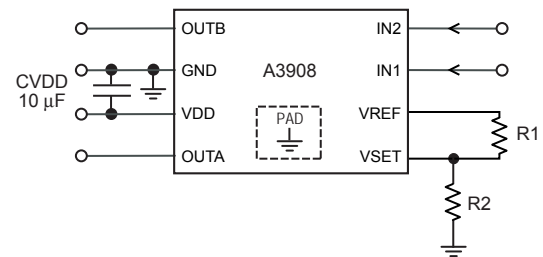 OUTB
IN2
GND
A3908
IN1
CVDD
10 μF
VDD
PAD
VREF
R1
OUTA
VSET
R2